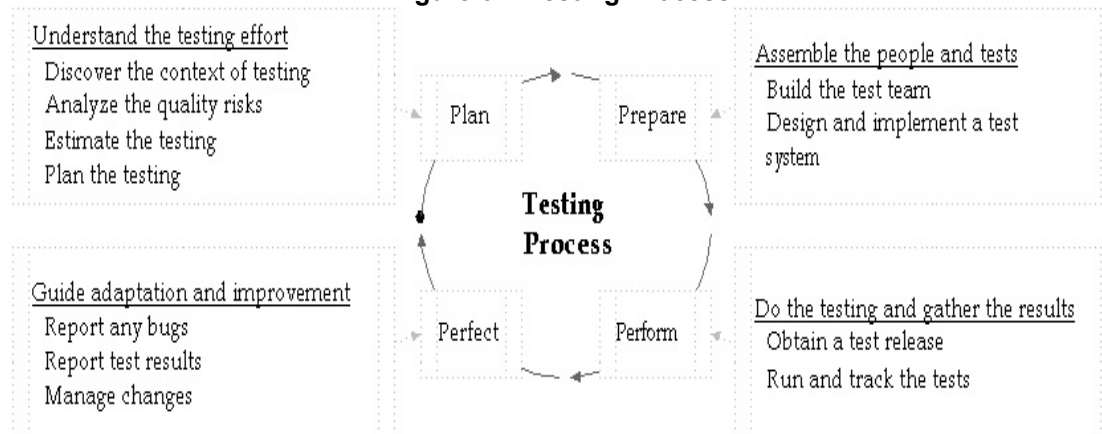 Testing Process
Understand the testing effort
Discover the context of testing
Analyze the quality risks
Estimate the testing
Plan the testing
Plan
Prepare
Assemble the people and tests
Build the test team
Design and implement a test
system
Testing
Process
Guide adaptation and improvement
Report any bugs
Report test results
Manage changes
Perfect
Perform
Do the testing and gather the results
Obtain a test release
Run and track the tests